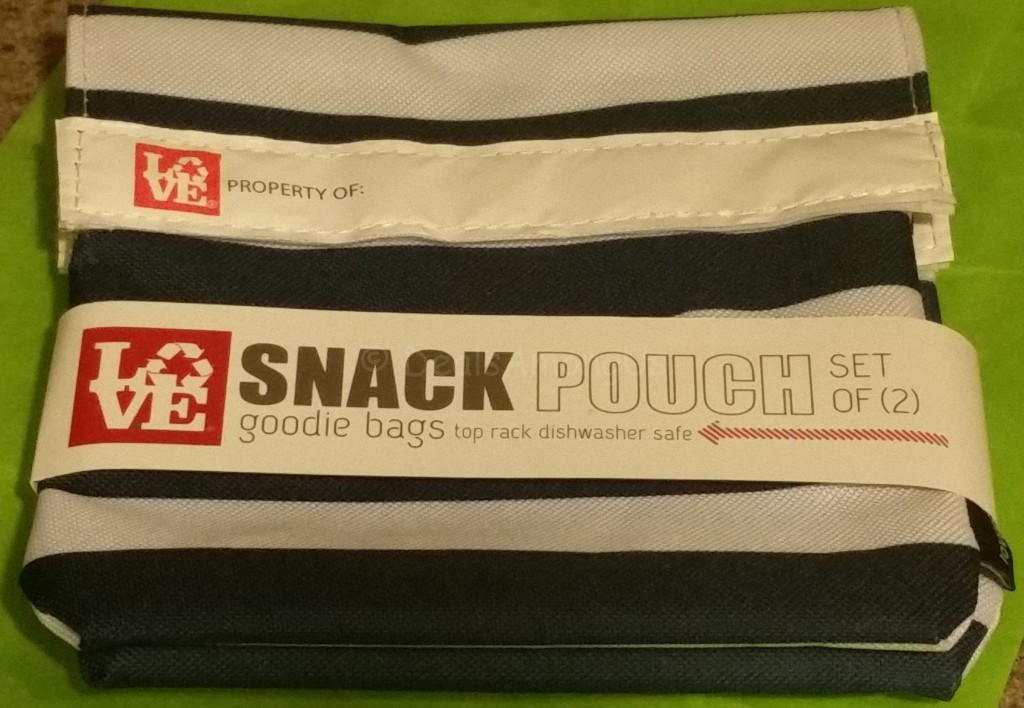 LOVE® PROPERTY OF:
LOVE SNACK POUCH SET OF (2)
goodie bags top rack dishwasher safe